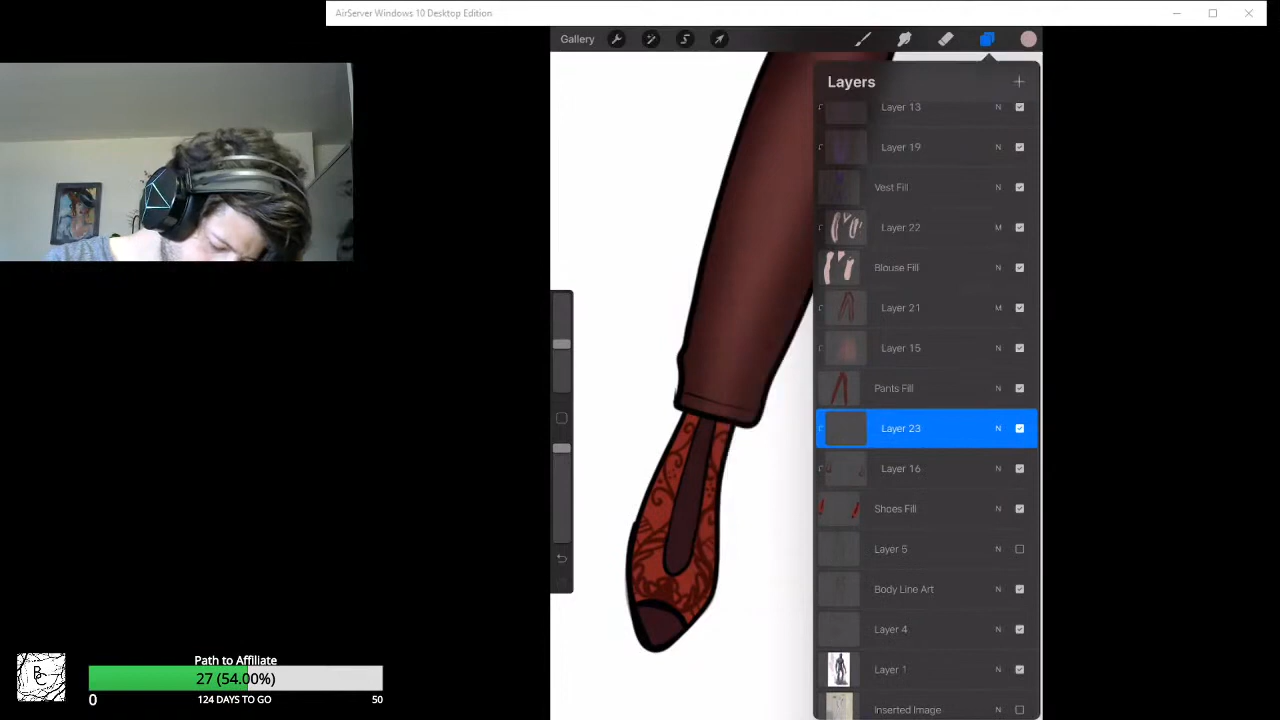 AirServer Windows 10 Desktop Edition
Gallery
Layers
Layer 13 N
Layer 19 N
Vest Fill N
Layer 22 M
Blouse Fill N
Layer 21 M
Layer 15 N
Pants Fill N
Layer 23 N
Layer 16 N
Shoes Fill N
Layer 5 N
Body Line Art N
Layer 4 N
Layer 1 N
Inserted Image N
Path to Affiliate
27 (54.00%)
0 124 DAYS TO GO 50